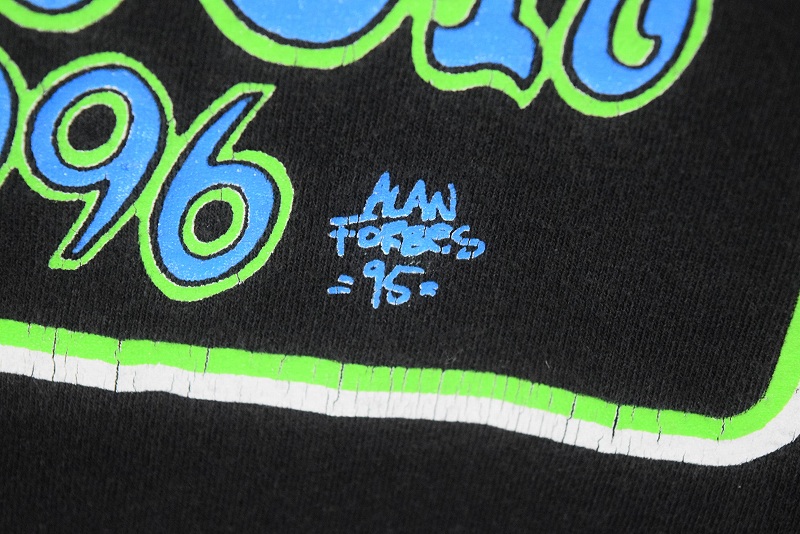 96
ALAN
FORBES
=95=